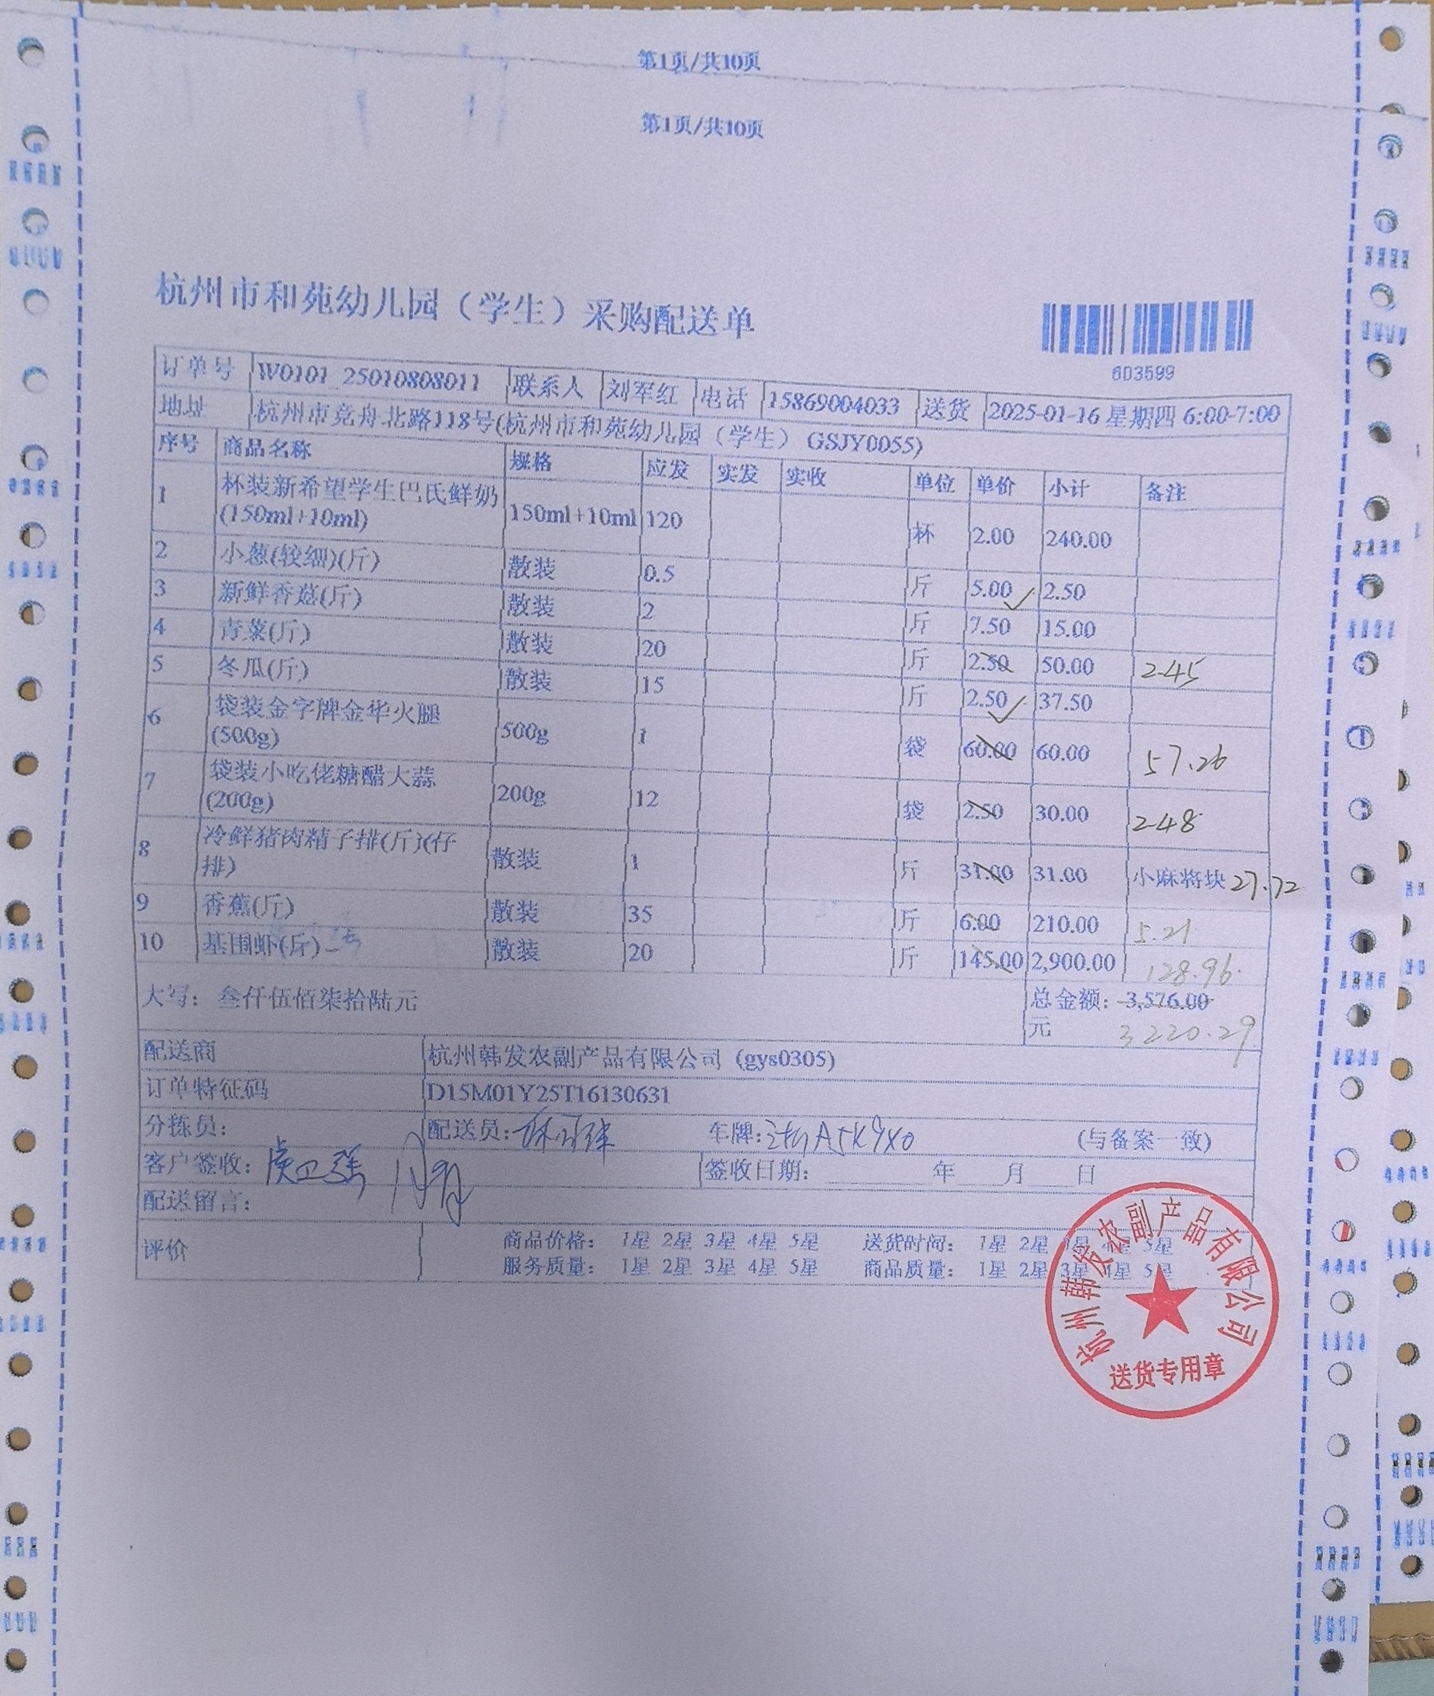 第1页/共10页
第1页/共10页
杭州市和苑幼儿园（学生）采购配送单
603599
订单号 W0101_25010808011 联系人 刘军红 电话 15869004033 送货 2025-01-16 星期四 6:00-7:00
地址 杭州市竞舟北路118号(杭州市和苑幼儿园（学生） GSJY0055)
序号 商品名称 规格 应发 实发 实收 单位 单价 小计 备注
1 杯装新希望学生巴氏鲜奶(150ml+10ml) 150ml+10ml 120 杯 2.00 240.00
2 小葱(较细)(斤) 散装 0.5 斤 5.00 2.50
3 新鲜香菇(斤) 散装 2 斤 7.50 15.00
4 青菜(斤) 散装 20 斤 2.50 50.00 2.45
5 冬瓜(斤) 散装 15 斤 2.50 37.50
6 袋装金字牌金华火腿(500g) 500g 1 袋 60.00 60.00 57.26
7 袋装小吃佬糖醋大蒜(200g) 200g 12 袋 2.50 30.00 2.48
8 冷鲜猪肉精子排(斤)(仔排) 散装 1 斤 31.00 31.00 小麻将块 27.72
9 香蕉(斤) 散装 35 斤 6.00 210.00 5.21
10 基围虾(斤) 散装 20 斤 145.00 2,900.00 128.96
大写：叁仟伍佰柒拾陆元 总金额：3,576.00元 3220.29
配送商 杭州韩发农副产品有限公司 (gys0305)
订单特征码 D15M01Y25T16130631
分拣员： 配送员： 车牌：浙A5K9X0 (与备案一致)
客户签收： 签收日期： 年 月 日
配送留言：
评价 商品价格： 1星 2星 3星 4星 5星 送货时间： 1星 2星 3星 4星 5星
服务质量： 1星 2星 3星 4星 5星 商品质量： 1星 2星 3星 4星 5星
杭州韩发农副产品有限公司
送货专用章